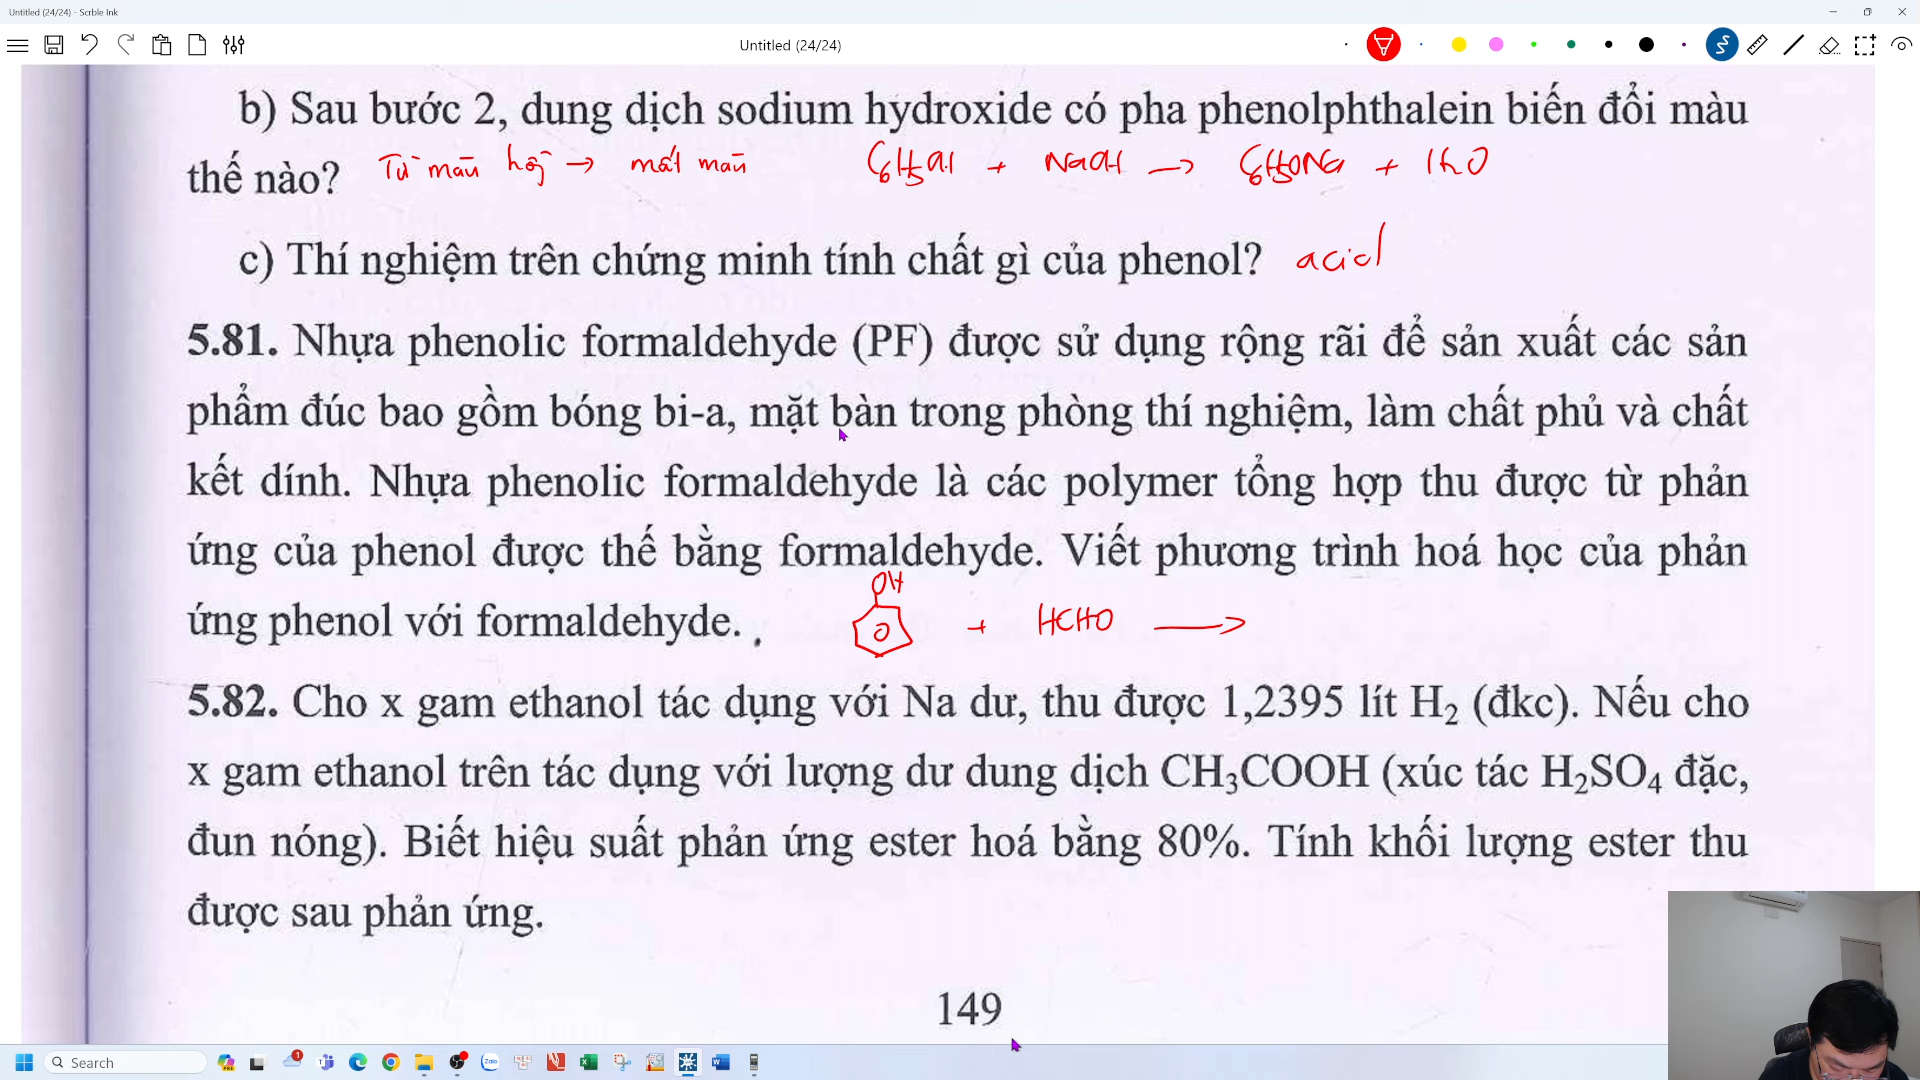 Untitled (24/24) - Scrble Ink
Untitled (24/24)
b) Sau bước 2, dung dịch sodium hydroxide có pha phenolphthalein biến đổi màu
thế nào? Từ màu hồng → mất màu C6H5OH + NaOH → C6H5ONa + H2O
c) Thí nghiệm trên chứng minh tính chất gì của phenol? acid
5.81. Nhựa phenolic formaldehyde (PF) được sử dụng rộng rãi để sản xuất các sản
phẩm đúc bao gồm bóng bi-a, mặt bàn trong phòng thí nghiệm, làm chất phủ và chất
kết dính. Nhựa phenolic formaldehyde là các polymer tổng hợp thu được từ phản
ứng của phenol được thế bằng formaldehyde. Viết phương trình hoá học của phản
OH
ứng phenol với formaldehyde. + HCHO →
5.82. Cho x gam ethanol tác dụng với Na dư, thu được 1,2395 lít H₂ (đkc). Nếu cho
x gam ethanol trên tác dụng với lượng dư dung dịch CH₃COOH (xúc tác H₂SO₄ đặc,
đun nóng). Biết hiệu suất phản ứng ester hoá bằng 80%. Tính khối lượng ester thu
được sau phản ứng.
149
Search